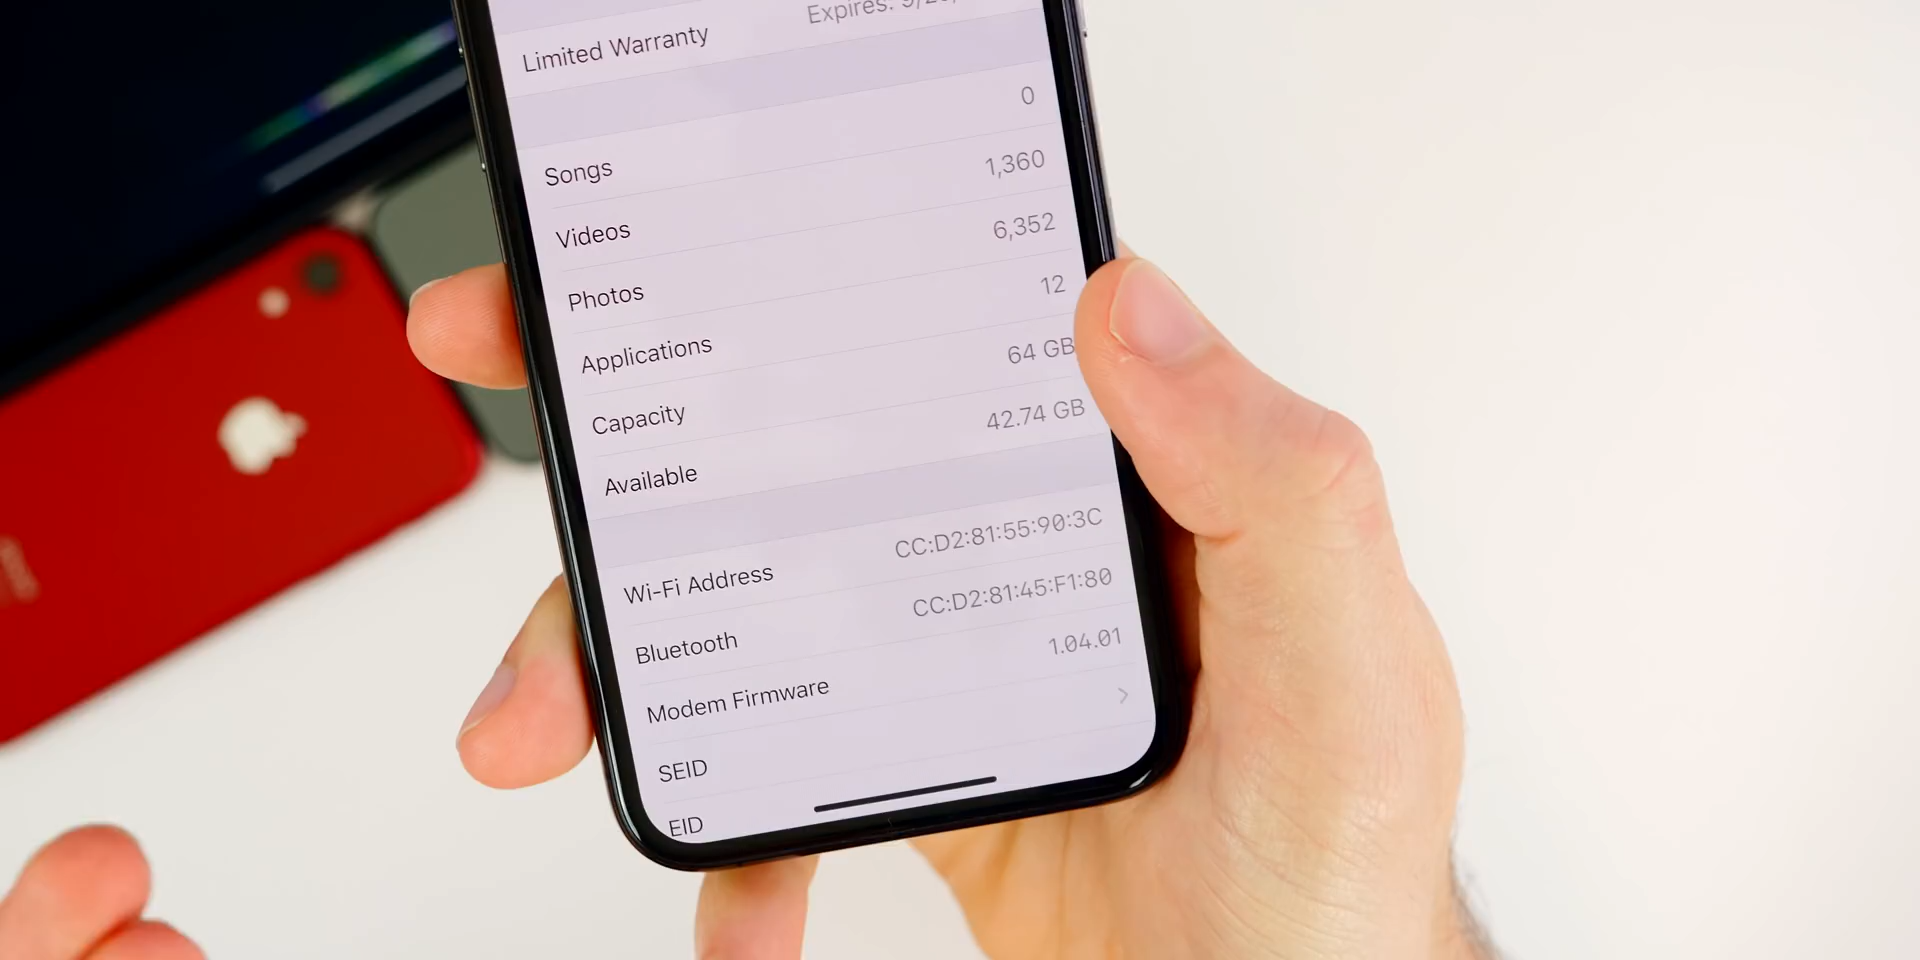 Limited Warranty Expires:
Songs 0
Videos 1,360
Photos 6,352
Applications 12
Capacity 64 GB
Available 42.74 GB
Wi-Fi Address CC:D2:81:55:90:3C
Bluetooth CC:D2:81:45:F1:80
Modem Firmware 1.04.01
SEID
EID